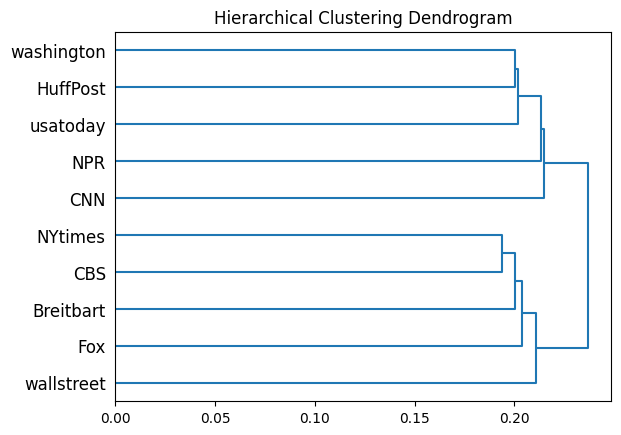 Hierarchical Clustering Dendrogram
washington
HuffPost
usatoday
NPR
CNN
NYtimes
CBS
Breitbart
Fox
wallstreet
0.00 0.05 0.10 0.15 0.20